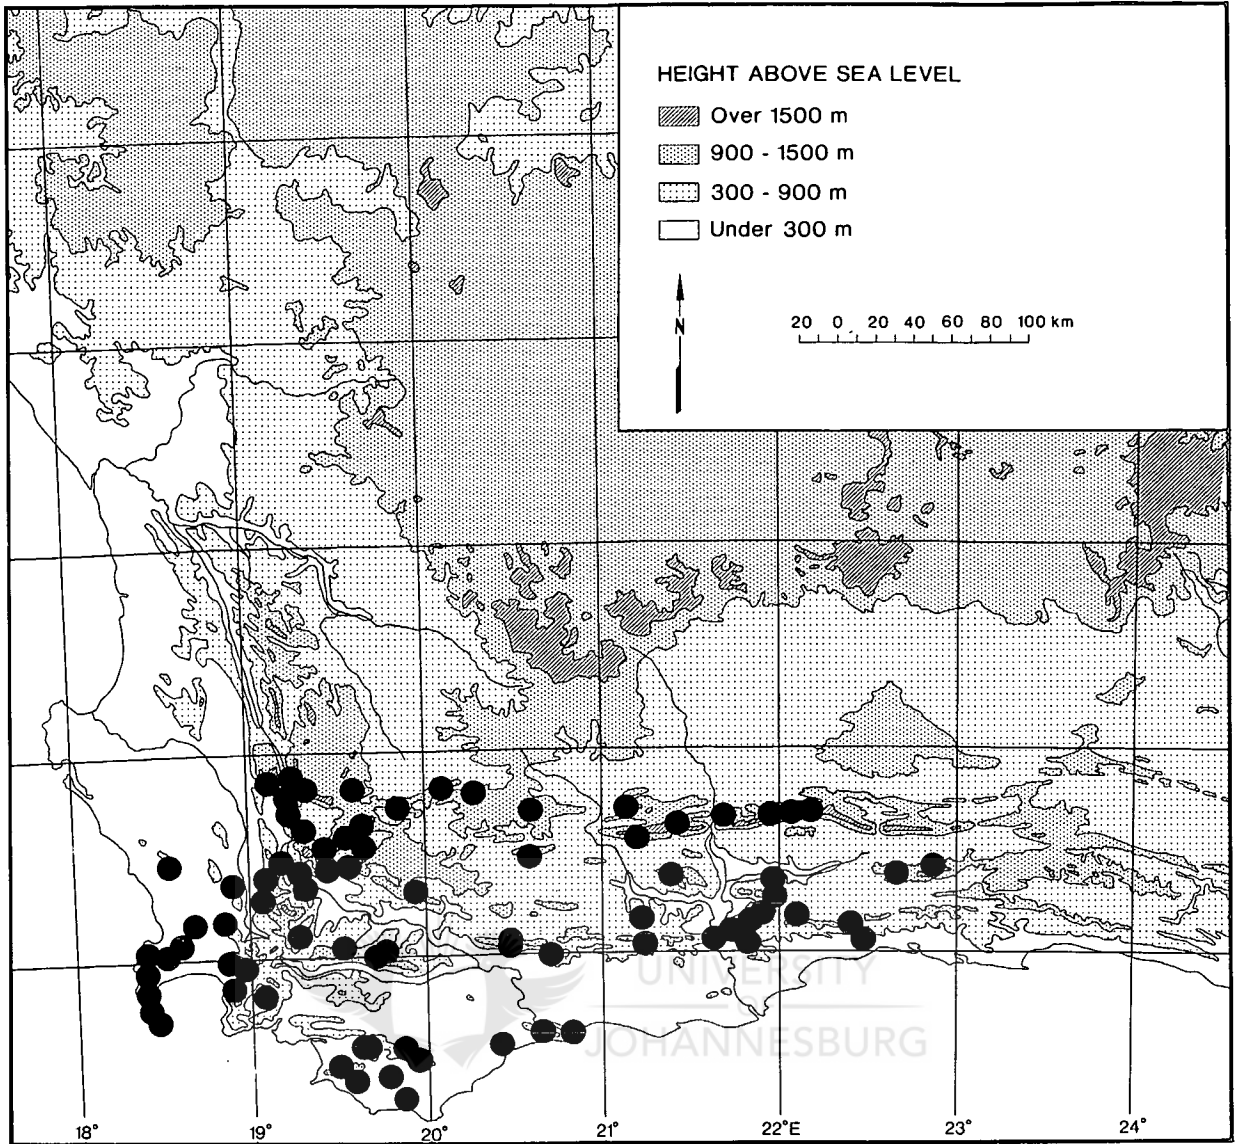 HEIGHT ABOVE SEA LEVEL
Over 1500 m
900 - 1500 m
300 - 900 m
Under 300 m
N
20 0 20 40 60 80 100 km
UNIVERSITY
OF
JOHANNESBURG
18° 19° 20° 21° 22°E 23° 24°